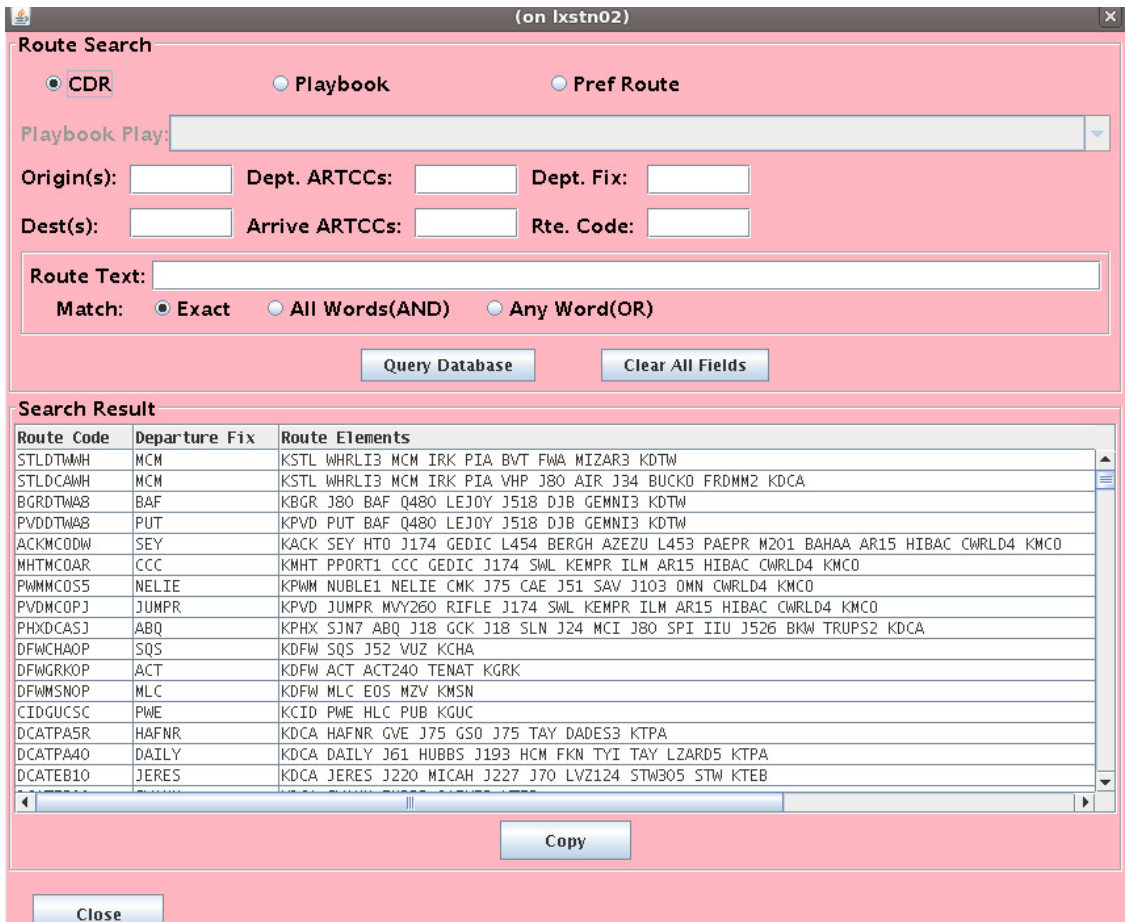 (on lxstn02)
Route Search
CDR Playbook Pref Route
Playbook Play:
Origin(s): Dept. ARTCCs: Dept. Fix:
Dest(s): Arrive ARTCCs: Rte. Code:
Route Text:
Match: Exact All Words(AND) Any Word(OR)
Query Database Clear All Fields
Search Result
Route Code Departure Fix Route Elements
STLDTWWH MCM KSTL WHRLI3 MCM IRK PIA BVT FWA MIZAR3 KDTW
STLDCAWH MCM KSTL WHRLI3 MCM IRK PIA VHP J80 AIR J34 BUCKO FRDMM2 KDCA
BGRDTWA8 BAF KBGR J80 BAF Q480 LEJOY J518 DJB GEMNI3 KDTW
PVDDTWA8 PUT KPVD PUT BAF Q480 LEJOY J518 DJB GEMNI3 KDTW
ACKMCODW SEY KACK SEY HTO J174 GEDIC L454 BERGH AZEZU L453 PAEPR M201 BAHAA AR15 HIBAC CWRLD4 KMCO
MHTMCOAR CCC KMHT PPORT1 CCC GEDIC J174 SWL KEMPR ILM AR15 HIBAC CWRLD4 KMCO
PWMMCOS5 NELIE KPWM NUBLE1 NELIE CMK J75 CAE J51 SAV J103 OMN CWRLD4 KMCO
PVDMCOPJ JUMPR KPVD JUMPR MVY260 RIFLE J174 SWL KEMPR ILM AR15 HIBAC CWRLD4 KMCO
PHXDCASJ ABQ KPHX SJN7 ABQ J18 GCK J18 SLN J24 MCI J80 SPI IIU J526 BKW TRUPS2 KDCA
DFWCHAOP SQS KDFW SQS J52 VUZ KCHA
DFWGRKOP ACT KDFW ACT ACT240 TENAT KGRK
DFWMSNOP MLC KDFW MLC EOS MZV KMSN
CIDGUCSC PWE KCID PWE HLC PUB KGUC
DCATPA5R HAFNR KDCA HAFNR GVE J75 GSO J75 TAY DADES3 KTPA
DCATPA40 DAILY KDCA DAILY J61 HUBBS J193 HCM FKN TYI TAY LZARD5 KTPA
DCATEB10 JERES KDCA JERES J220 MICAH J227 J70 LVZ124 STW305 STW KTEB
Copy
Close